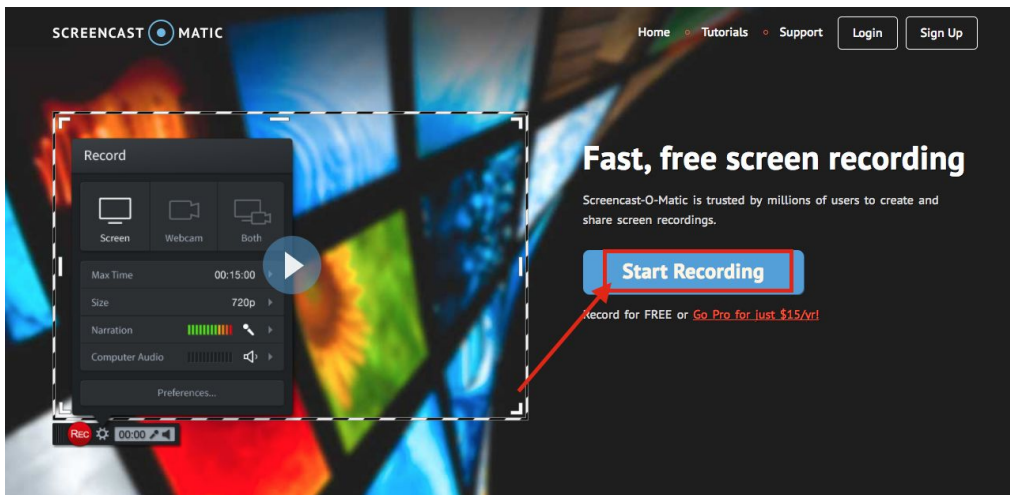 SCREENCAST MATIC
Home Tutorials Support Login Sign Up
Record
Screen Webcam Both
Max Time 00:15:00
Size 720p
Narration
Computer Audio
Preferences...
REC 00:00
Fast, free screen recording
Screencast-O-Matic is trusted by millions of users to create and
share screen recordings.
Start Recording
Record for FREE or Go Pro for just $15/yr!